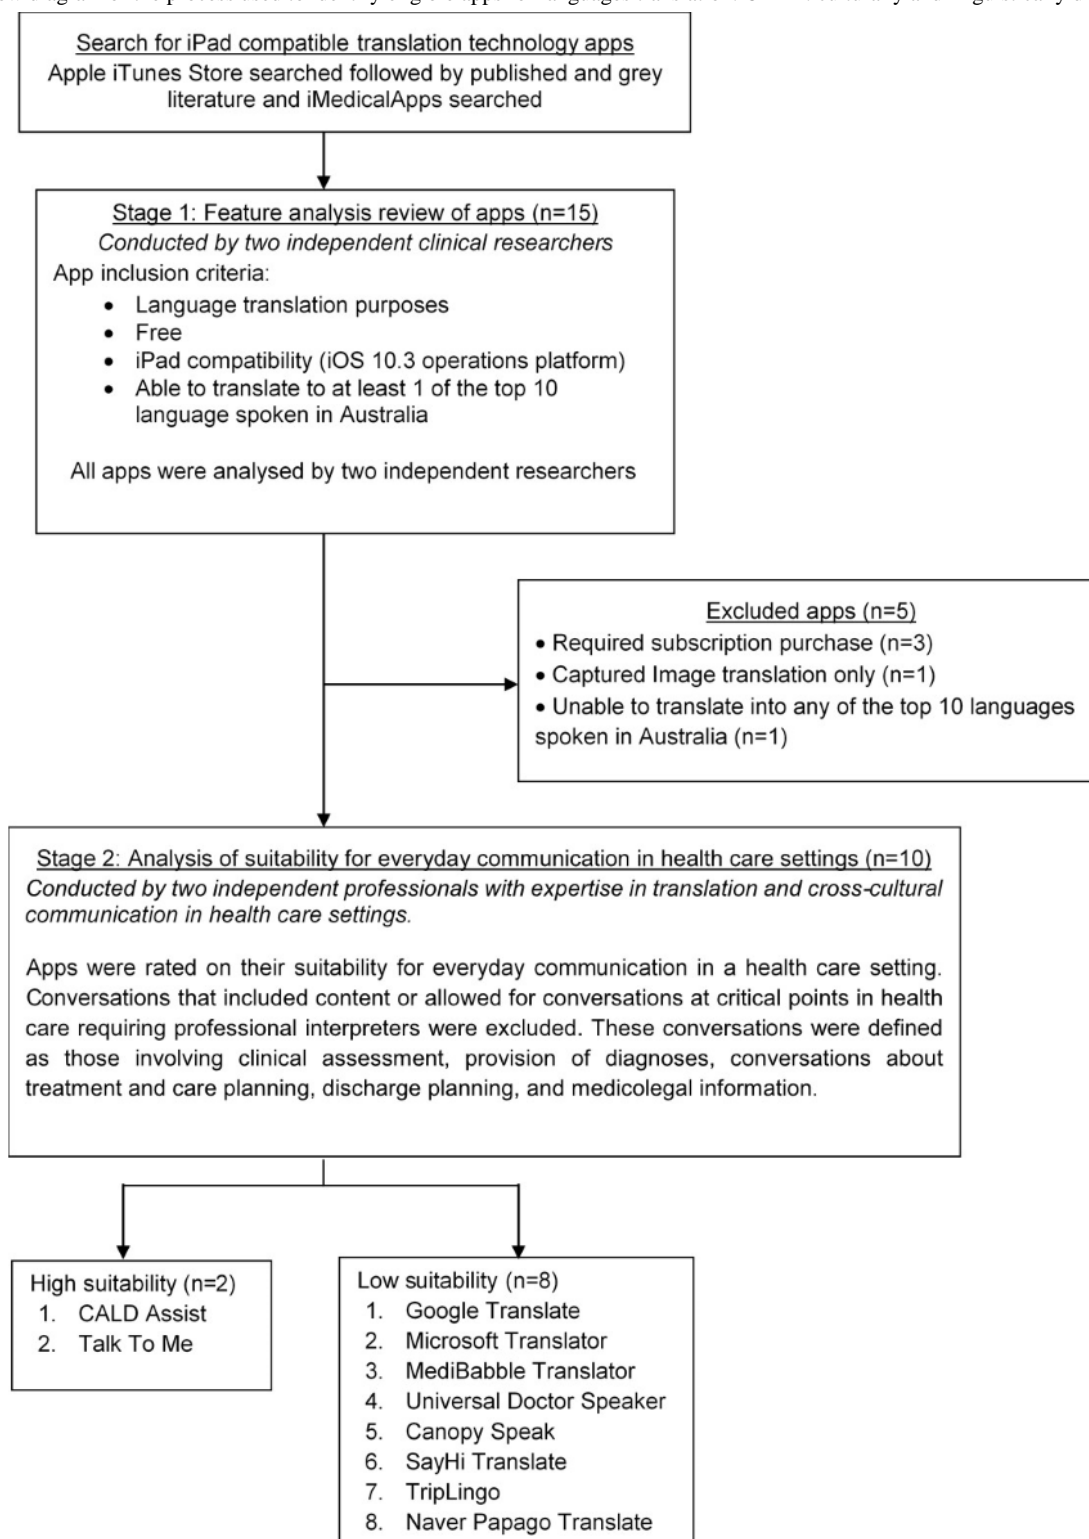 Search for iPad compatible translation technology apps
Apple iTunes Store searched followed by published and grey
literature and iMedicalApps searched
Stage 1: Feature analysis review of apps (n=15)
Conducted by two independent clinical researchers
App inclusion criteria:
• Language translation purposes
• Free
• iPad compatibility (iOS 10.3 operations platform)
• Able to translate to at least 1 of the top 10
language spoken in Australia
All apps were analysed by two independent researchers
Excluded apps (n=5)
• Required subscription purchase (n=3)
• Captured Image translation only (n=1)
• Unable to translate into any of the top 10 languages
spoken in Australia (n=1)
Stage 2: Analysis of suitability for everyday communication in health care settings (n=10)
Conducted by two independent professionals with expertise in translation and cross-cultural
communication in health care settings.
Apps were rated on their suitability for everyday communication in a health care setting.
Conversations that included content or allowed for conversations at critical points in health
care requiring professional interpreters were excluded. These conversations were defined
as those involving clinical assessment, provision of diagnoses, conversations about
treatment and care planning, discharge planning, and medicolegal information.
High suitability (n=2)
1. CALD Assist
2. Talk To Me
Low suitability (n=8)
1. Google Translate
2. Microsoft Translator
3. MediBabble Translator
4. Universal Doctor Speaker
5. Canopy Speak
6. SayHi Translate
7. TripLingo
8. Naver Papago Translate